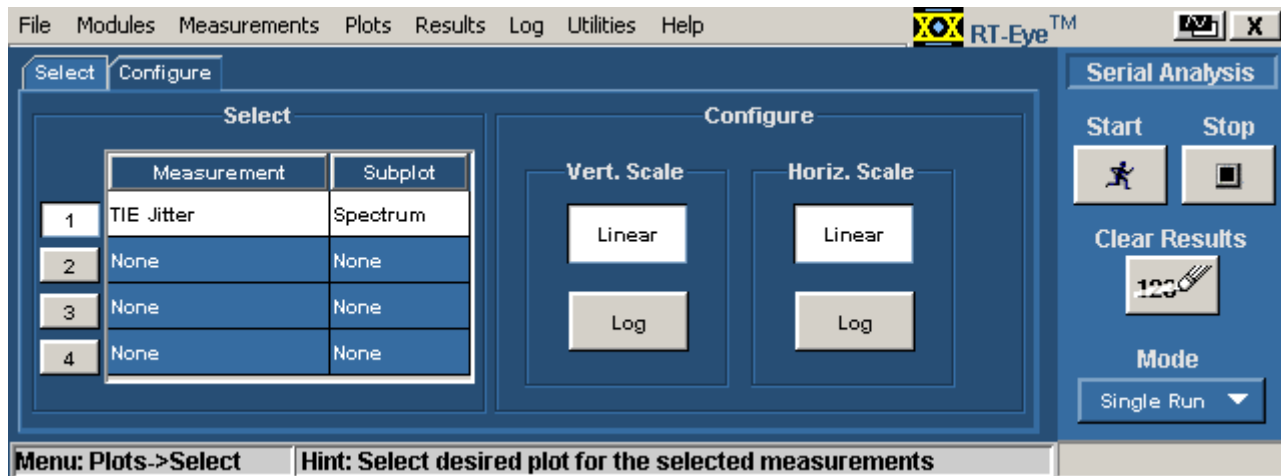 File Modules Measurements Plots Results Log Utilities Help RT-Eye™ X
Select Configure
Serial Analysis
Select
Configure
Start Stop
Measurement Subplot
Vert. Scale
Horiz. Scale
1 TIE Jitter Spectrum
Linear
Linear
2 None None
Clear Results
3 None None
123
Log
Log
4 None None
Mode
Single Run
Menu: Plots->Select Hint: Select desired plot for the selected measurements